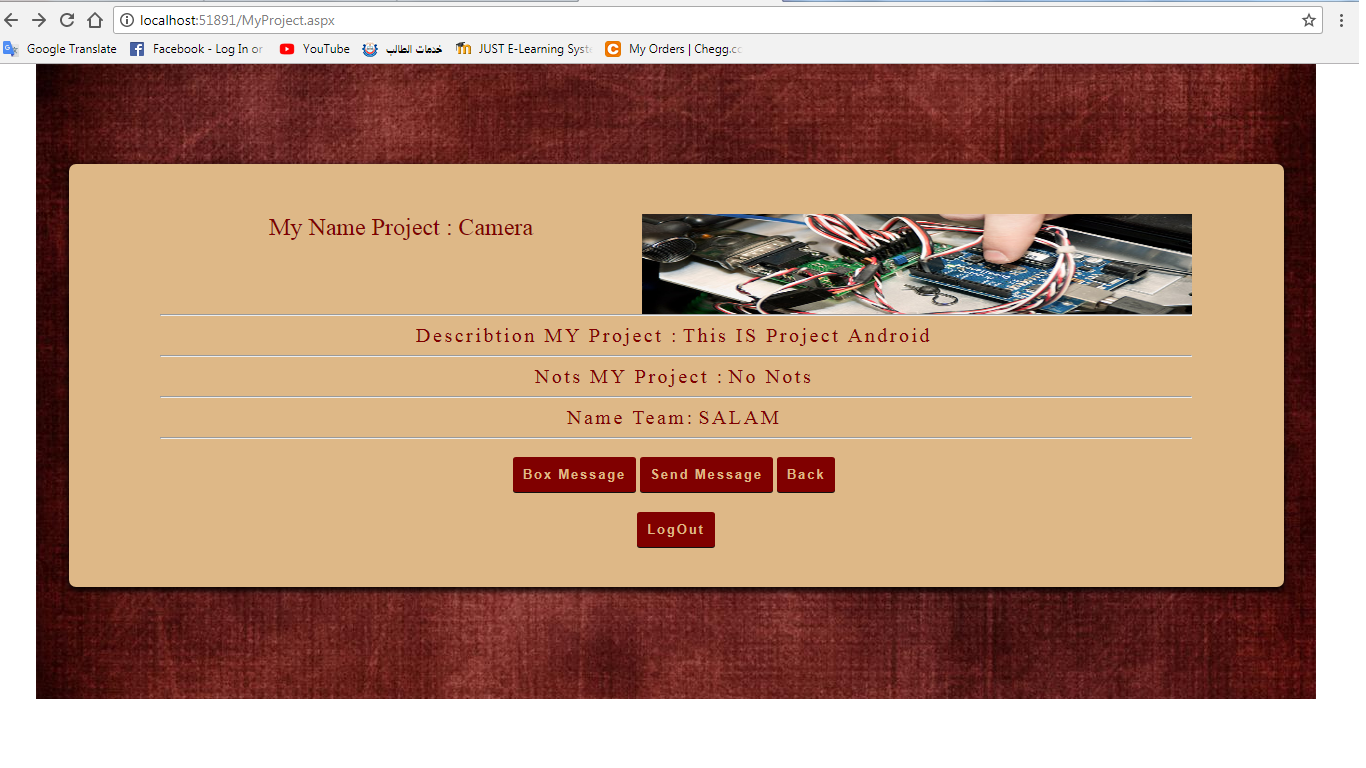 localhost:51891/MyProject.aspx
Google Translate Facebook - Log In or YouTube خدمات الطالب JUST E-Learning Syste My Orders | Chegg.co
My Name Project : Camera
Describtion MY Project : This IS Project Android
Nots MY Project : No Nots
Name Team: SALAM
Box Message Send Message Back
LogOut